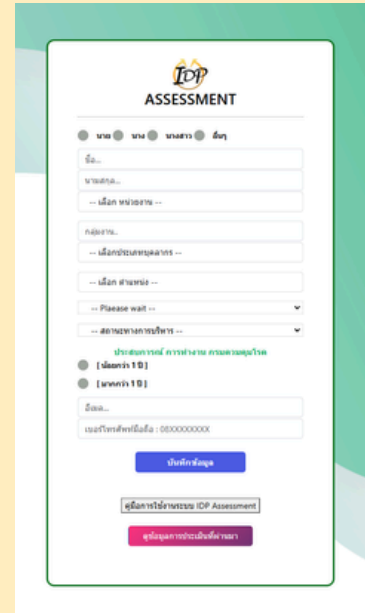 IDP
ASSESSMENT
นาย นาง นางสาว อื่นๆ
ชื่อ...
นามสกุล...
-- เลือก หน่วยงาน --
กลุ่มงาน..
-- เลือกประเภทบุคลากร --
-- เลือก ตำแหน่ง --
-- Plaease wait --
-- สถานะทางการบริหาร --
ประสบการณ์ การทำงาน กรมควบคุมโรค
[ น้อยกว่า 1 ปี ]
[ มากกว่า 1 ปี ]
อีเมล...
เบอร์โทรศัพท์มือถือ : 08XXXXXXXX
บันทึกข้อมูล
คู่มือการใช้งานระบบ IDP Assessment
ดูข้อมูลการประเมินที่ผ่านมา